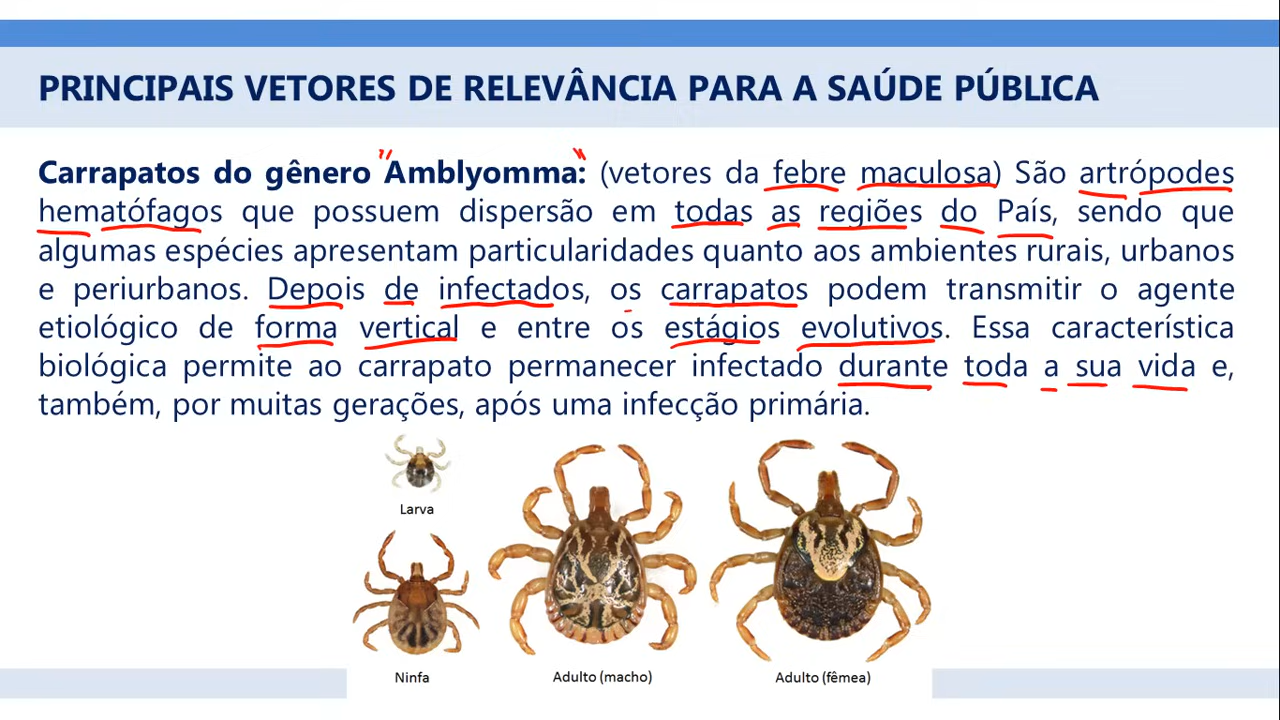 PRINCIPAIS VETORES DE RELEVÂNCIA PARA A SAÚDE PÚBLICA
Carrapatos do gênero "Amblyomma:" (vetores da febre maculosa) São artrópodes
hematófagos que possuem dispersão em todas as regiões do País, sendo que
algumas espécies apresentam particularidades quanto aos ambientes rurais, urbanos
e periurbanos. Depois de infectados, os carrapatos podem transmitir o agente
etiológico de forma vertical e entre os estágios evolutivos. Essa característica
biológica permite ao carrapato permanecer infectado durante toda a sua vida e,
também, por muitas gerações, após uma infecção primária.
Larva
Ninfa
Adulto (macho)
Adulto (fêmea)